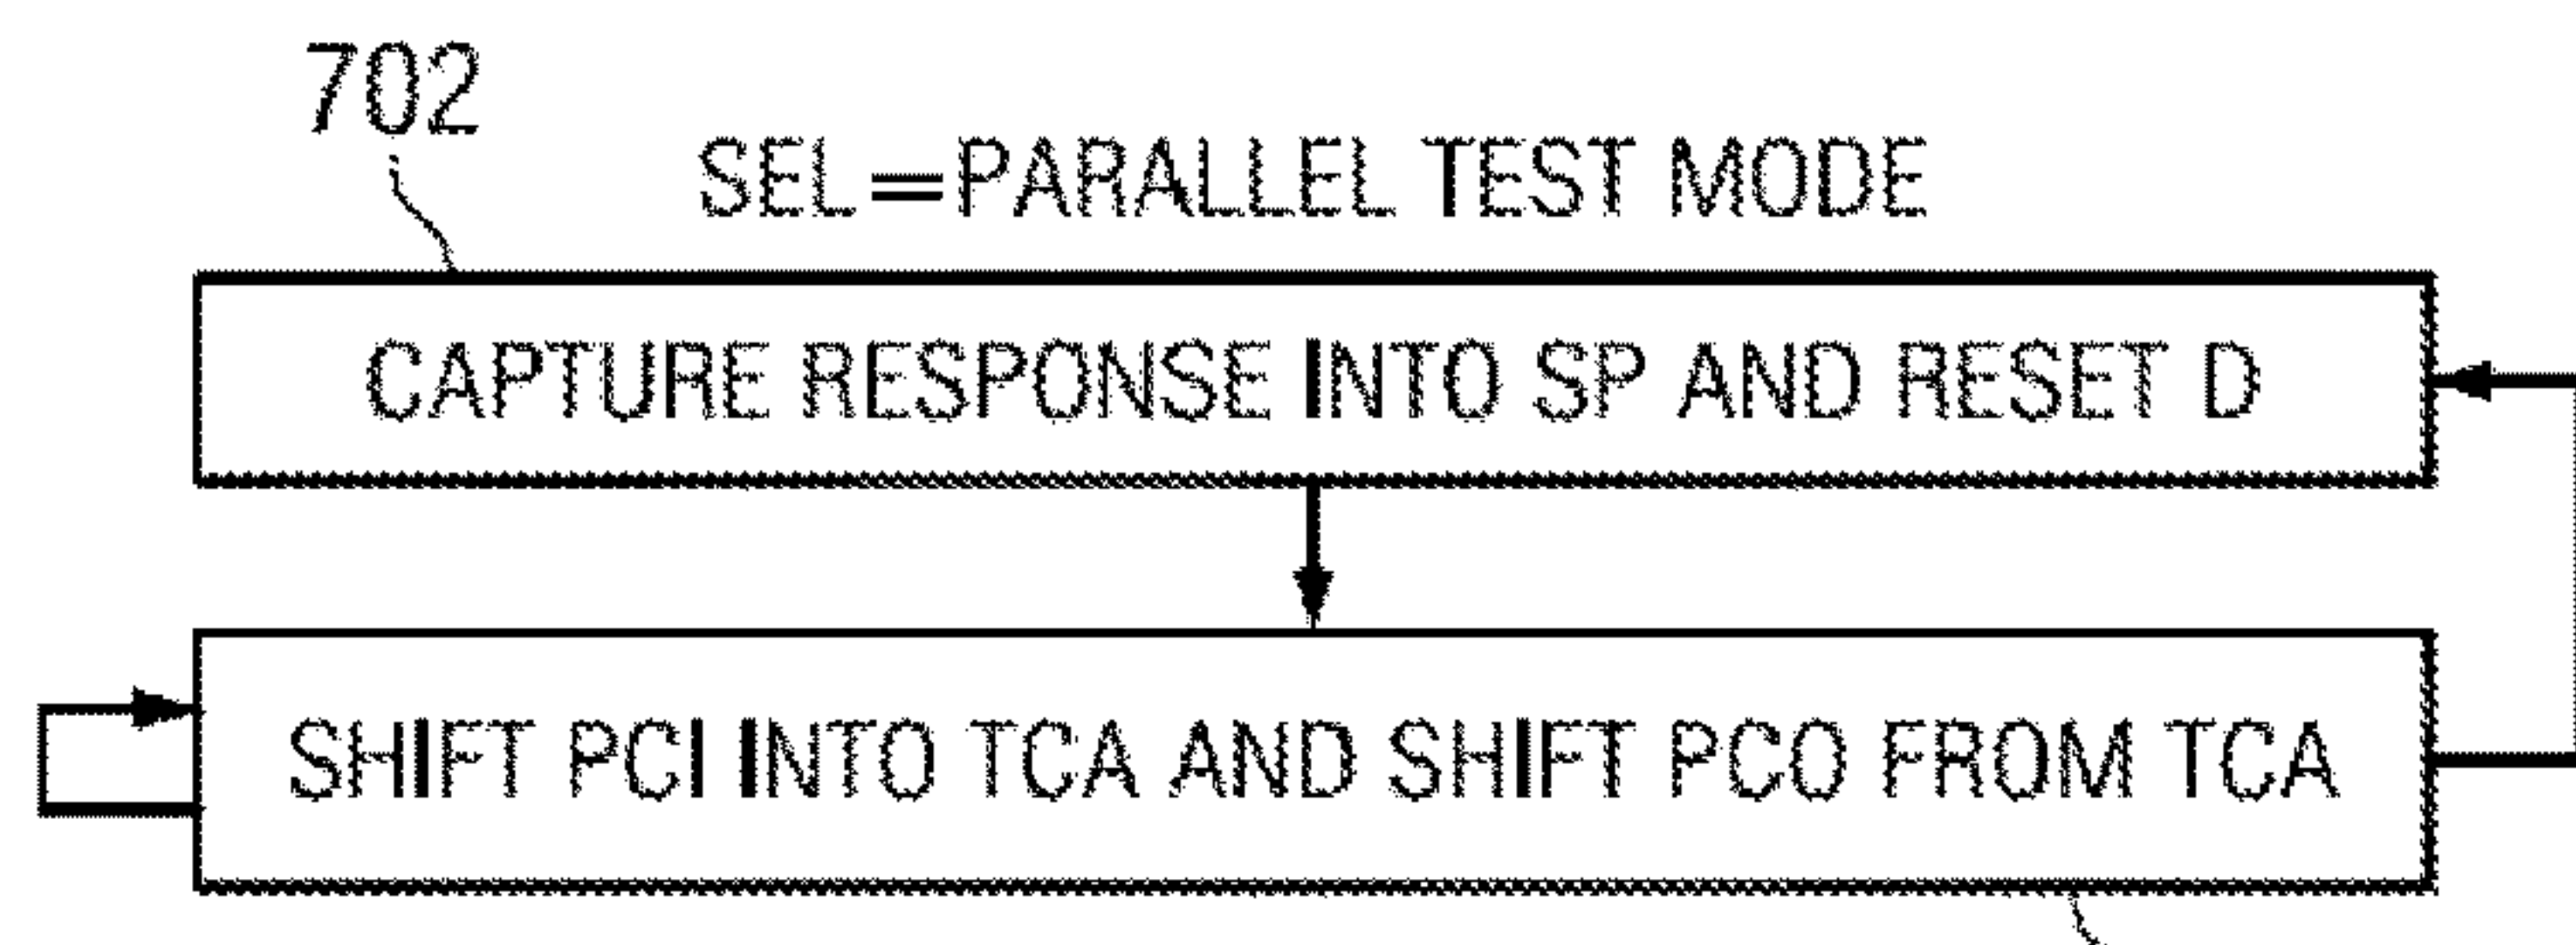 702
SEL=PARALLEL TEST MODE
CAPTURE RESPONSE INTO SP AND RESET D
SHIFT PCI INTO TCA AND SHIFT PCO FROM TCA